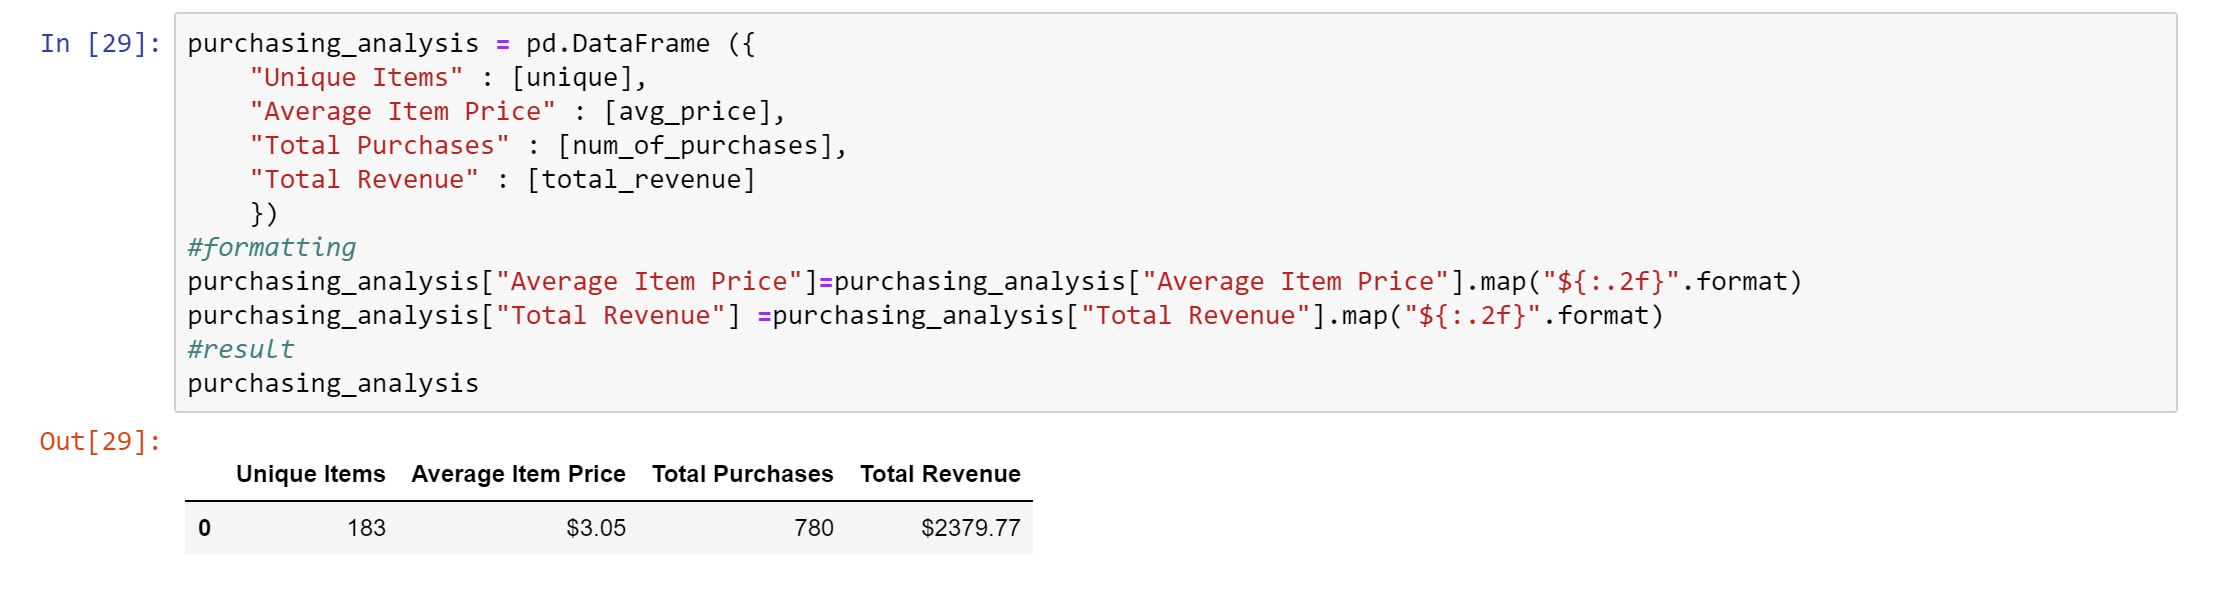 In [29]: purchasing_analysis = pd.DataFrame ({
    "Unique Items" : [unique],
    "Average Item Price" : [avg_price],
    "Total Purchases" : [num_of_purchases],
    "Total Revenue" : [total_revenue]
    })
#formatting
purchasing_analysis["Average Item Price"]=purchasing_analysis["Average Item Price"].map("${:.2f}".format)
purchasing_analysis["Total Revenue"] =purchasing_analysis["Total Revenue"].map("${:.2f}".format)
#result
purchasing_analysis
Out[29]:
Unique Items Average Item Price Total Purchases Total Revenue
0 183 $3.05 780 $2379.77